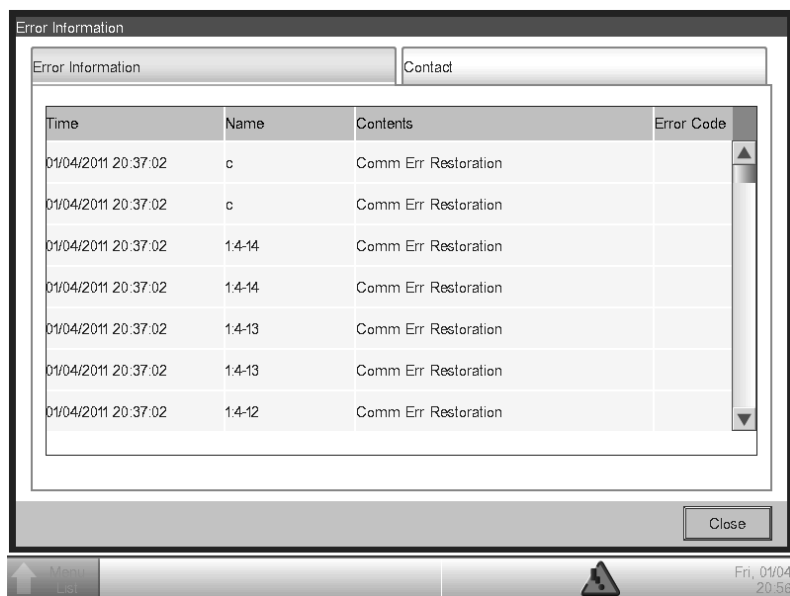 Error Information
Error Information Contact
Time Name Contents Error Code
01/04/2011 20:37:02 c Comm Err Restoration
01/04/2011 20:37:02 c Comm Err Restoration
01/04/2011 20:37:02 1:4-14 Comm Err Restoration
01/04/2011 20:37:02 1:4-14 Comm Err Restoration
01/04/2011 20:37:02 1:4-13 Comm Err Restoration
01/04/2011 20:37:02 1:4-13 Comm Err Restoration
01/04/2011 20:37:02 1:4-12 Comm Err Restoration
Close
Menu
List
Fri, 01/04
20:56